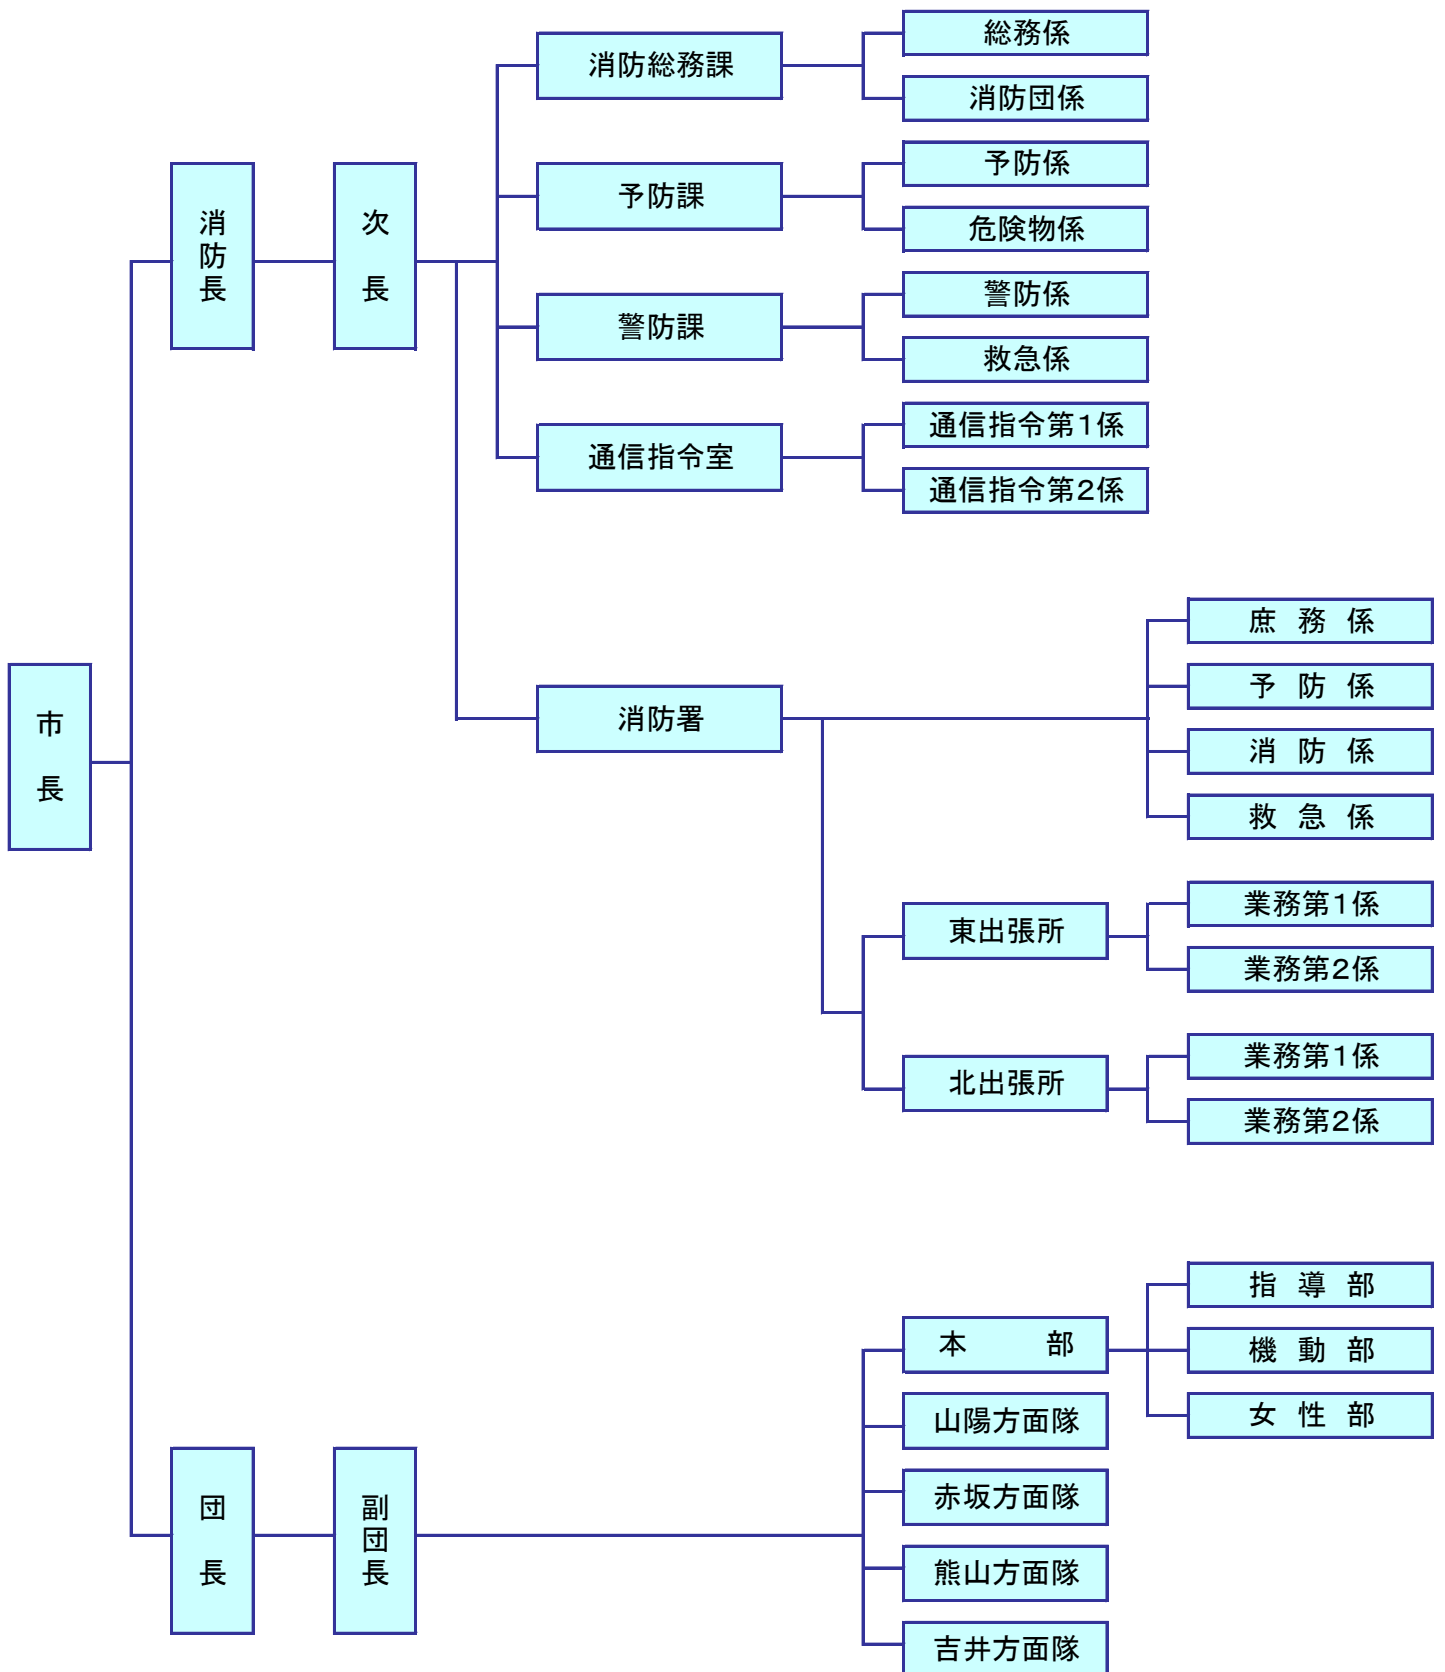 総務係
消防総務課
消防団係
予防係
予防課
危険物係
消防長
次長
警防係
警防課
救急係
通信指令第1係
通信指令室
通信指令第2係
庶務係
予防係
市長
消防署
消防係
救急係
業務第1係
東出張所
業務第2係
業務第1係
北出張所
業務第2係
指導部
本部
機動部
山陽方面隊
女性部
赤坂方面隊
団長
副団長
熊山方面隊
吉井方面隊